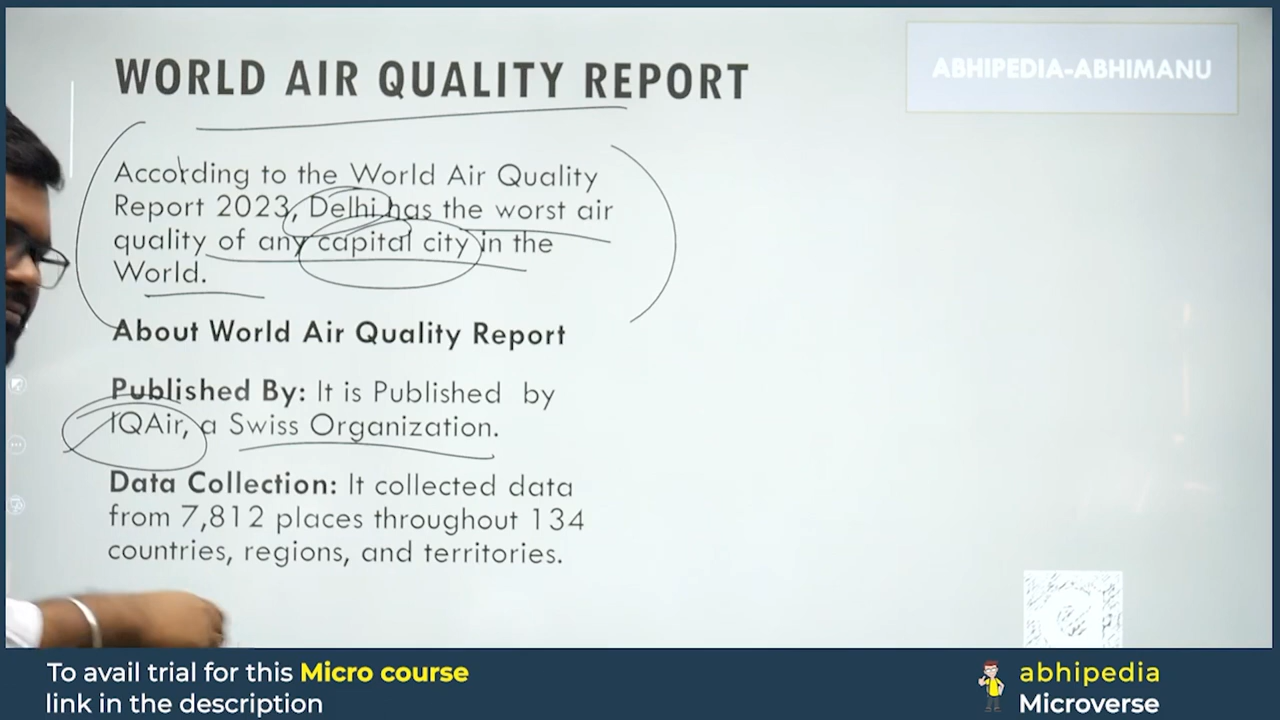 WORLD AIR QUALITY REPORT
ABHIPEDIA-ABHIMANU
According to the World Air Quality
Report 2023, Delhi has the worst air
quality of any capital city in the
World.
About World Air Quality Report
Published By: It is Published by
IQAir, a Swiss Organization.
Data Collection: It collected data
from 7,812 places throughout 134
countries, regions, and territories.
To avail trial for this Micro course
link in the description
abhipedia
Microverse